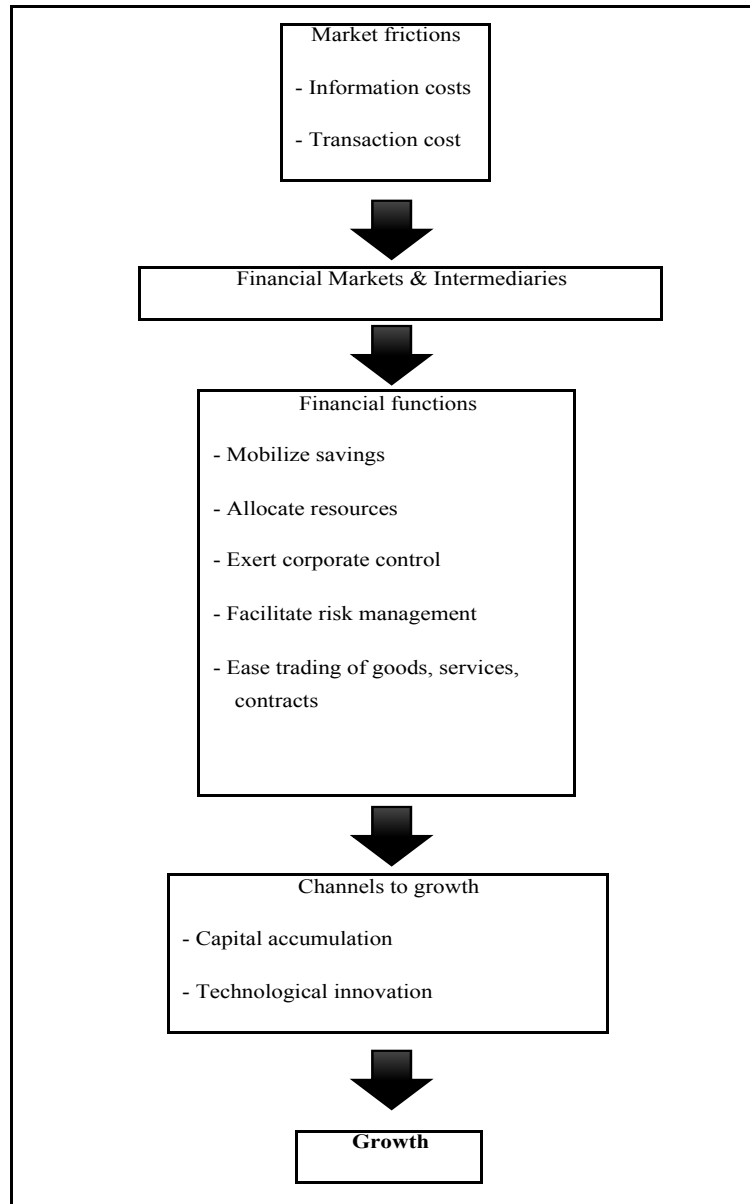 Market frictions
- Information costs
- Transaction cost
Financial Markets & Intermediaries
Financial functions
- Mobilize savings
- Allocate resources
- Exert corporate control
- Facilitate risk management
- Ease trading of goods, services,
contracts
Channels to growth
- Capital accumulation
- Technological innovation
Growth